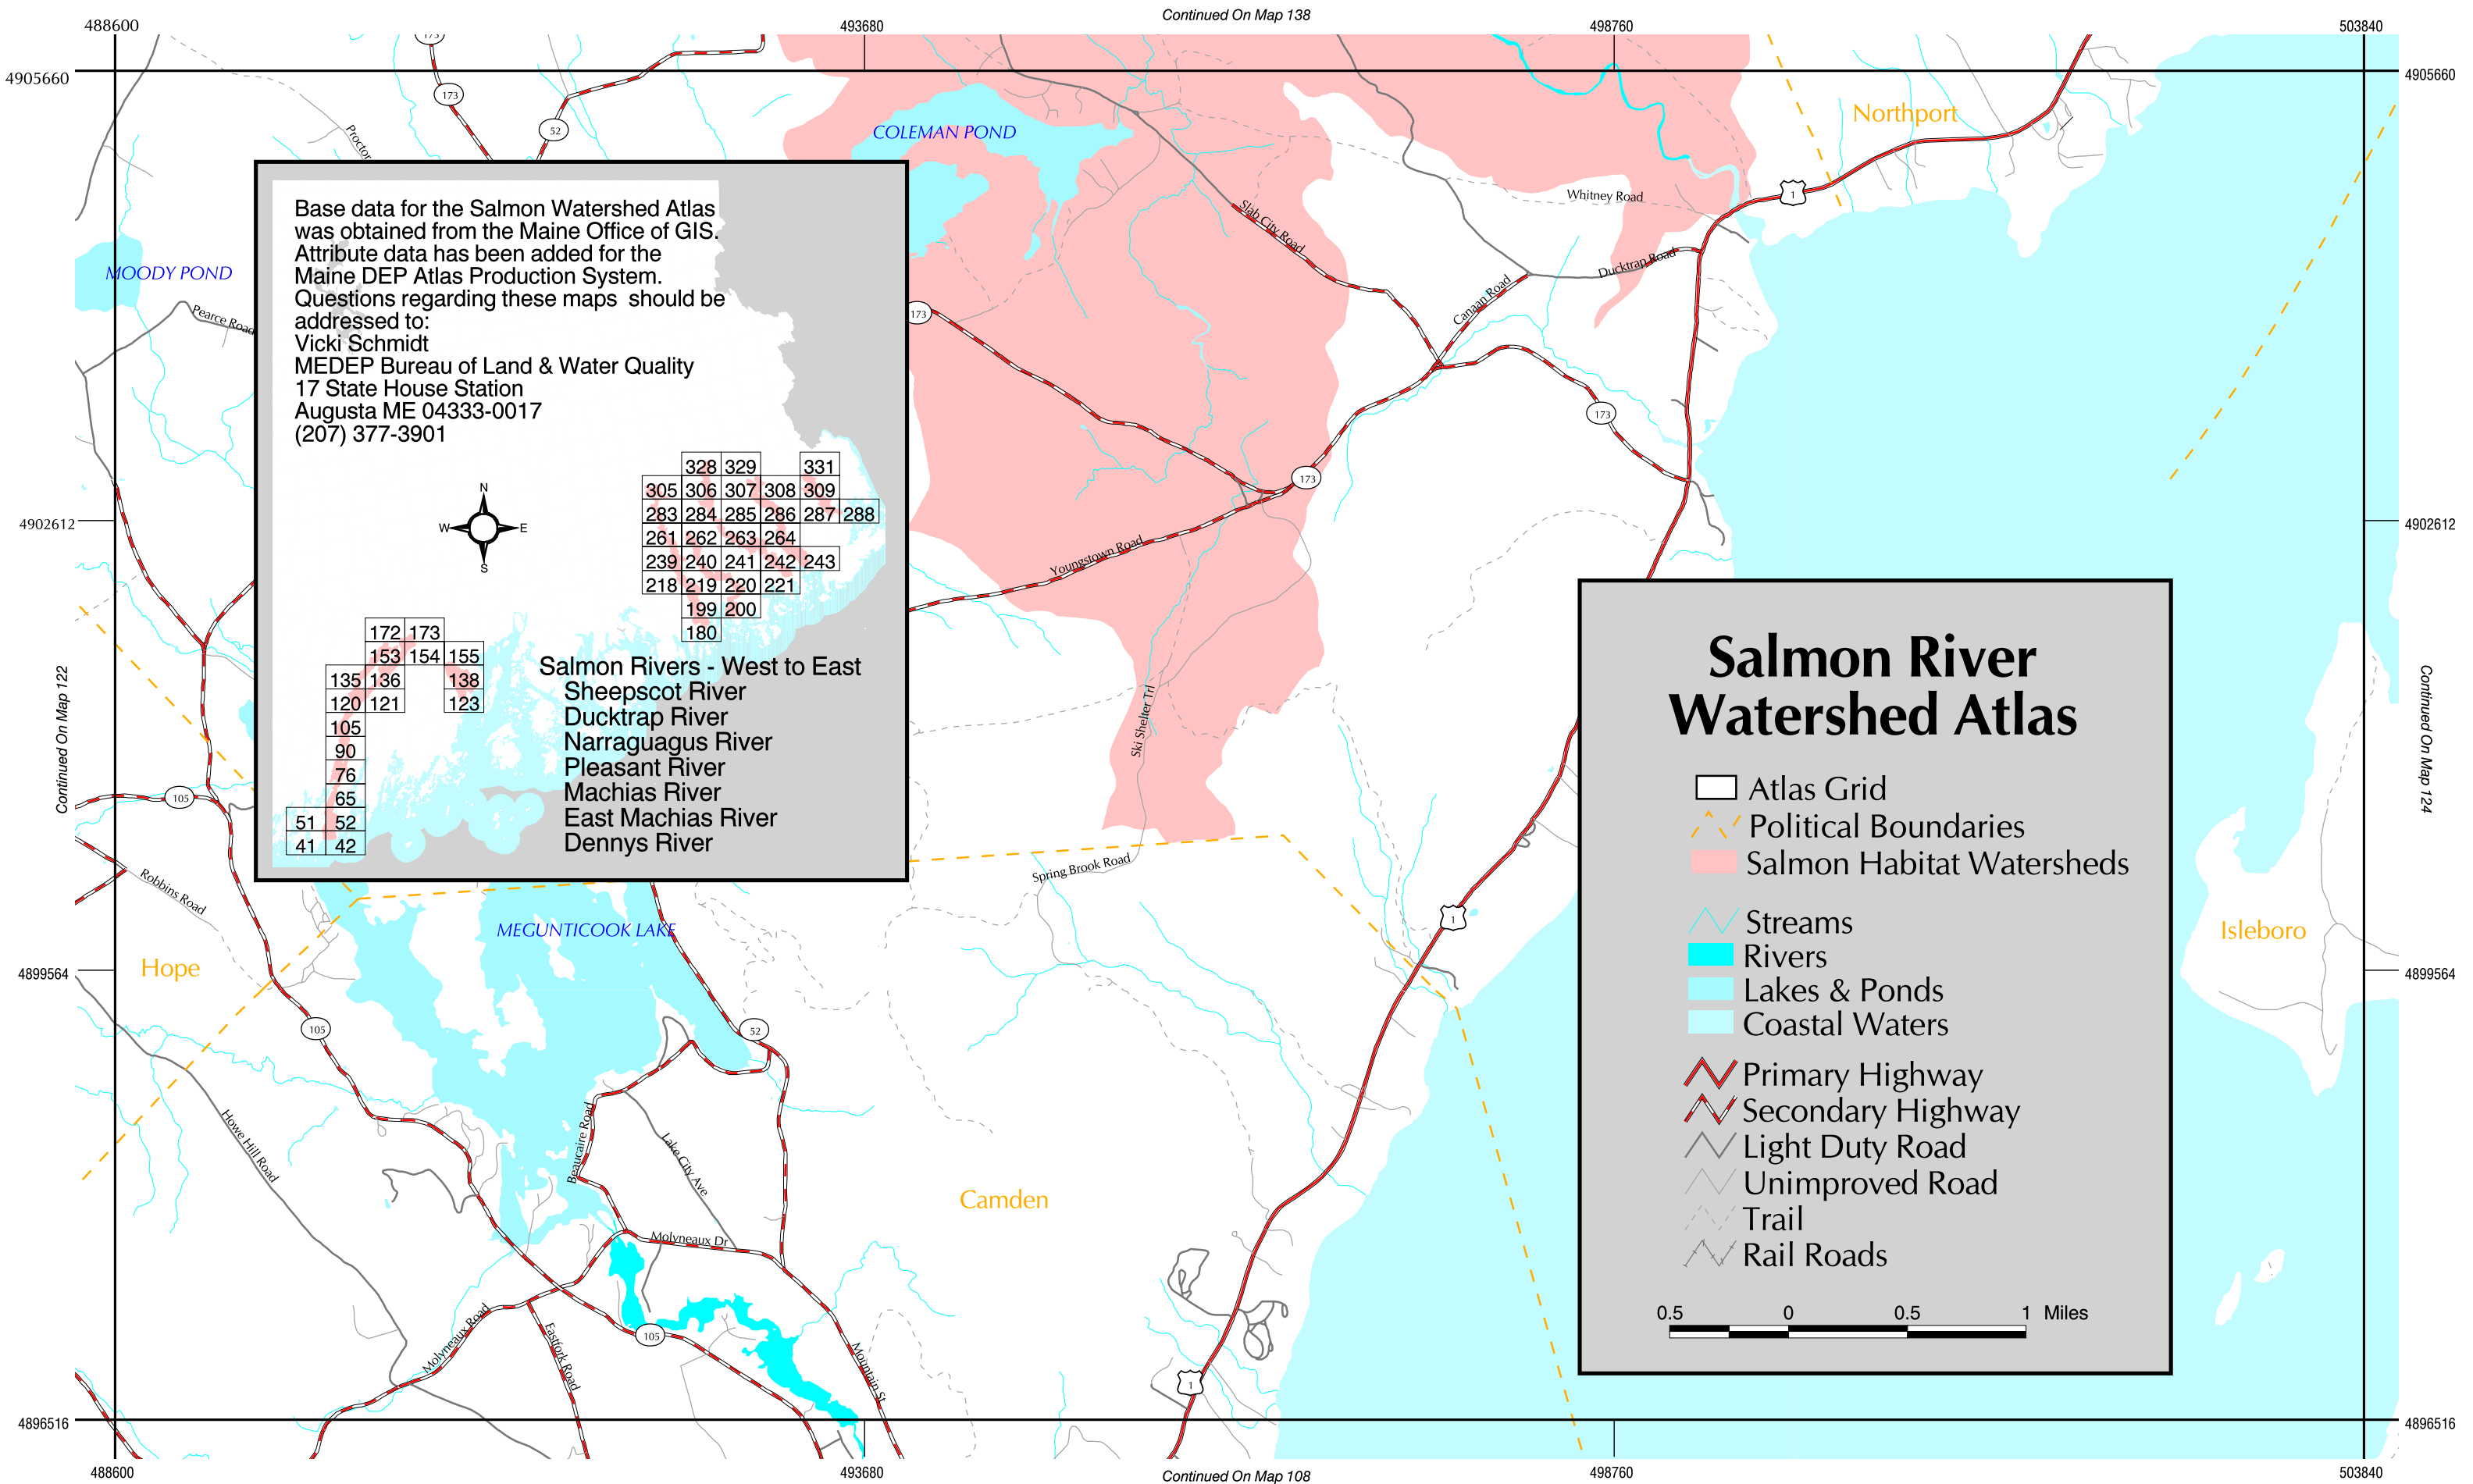 Continued On Map 138
488600
493680
498760
503840
4905660
4905660
173
173
52
Proctor
COLEMAN POND
Northport
1
Whitney Road
Slab City Road
Ducktrap Road
Canaan Road
MOODY POND
Pearce Road
173
173
173
Youngstown Road
Base data for the Salmon Watershed Atlas
was obtained from the Maine Office of GIS.
Attribute data has been added for the
Maine DEP Atlas Production System.
Questions regarding these maps should be
addressed to:
Vicki Schmidt
MEDEP Bureau of Land & Water Quality
17 State House Station
Augusta ME 04333-0017
(207) 377-3901
N
W E
S
328 329 331
305 306 307 308 309
283 284 285 286 287 288
261 262 263 264
239 240 241 242 243
218 219 220 221
199 200
180
172 173
153 154 155
135 136 138
120 121 123
105
90
76
65
51 52
41 42
Salmon Rivers - West to East
Sheepscot River
Ducktrap River
Narraguagus River
Pleasant River
Machias River
East Machias River
Dennys River
4902612
4902612
Continued On Map 122
Continued On Map 124
Ski Shelter Trl
Spring Brook Road
105
Robbins Road
Hope
MEGUNTICOOK LAKE
1
Isleboro
4899564
4899564
105
52
Howe Hill Road
Beaucaire Road
Lake City Ave
Camden
Molyneaux Dr
Molyneaux Road
Eastfork Road
105
Mountain St
1
Salmon River
Watershed Atlas
Atlas Grid
Political Boundaries
Salmon Habitat Watersheds
Streams
Rivers
Lakes & Ponds
Coastal Waters
Primary Highway
Secondary Highway
Light Duty Road
Unimproved Road
Trail
Rail Roads
0.5 0 0.5 1 Miles
4896516
4896516
488600
493680
498760
503840
Continued On Map 108